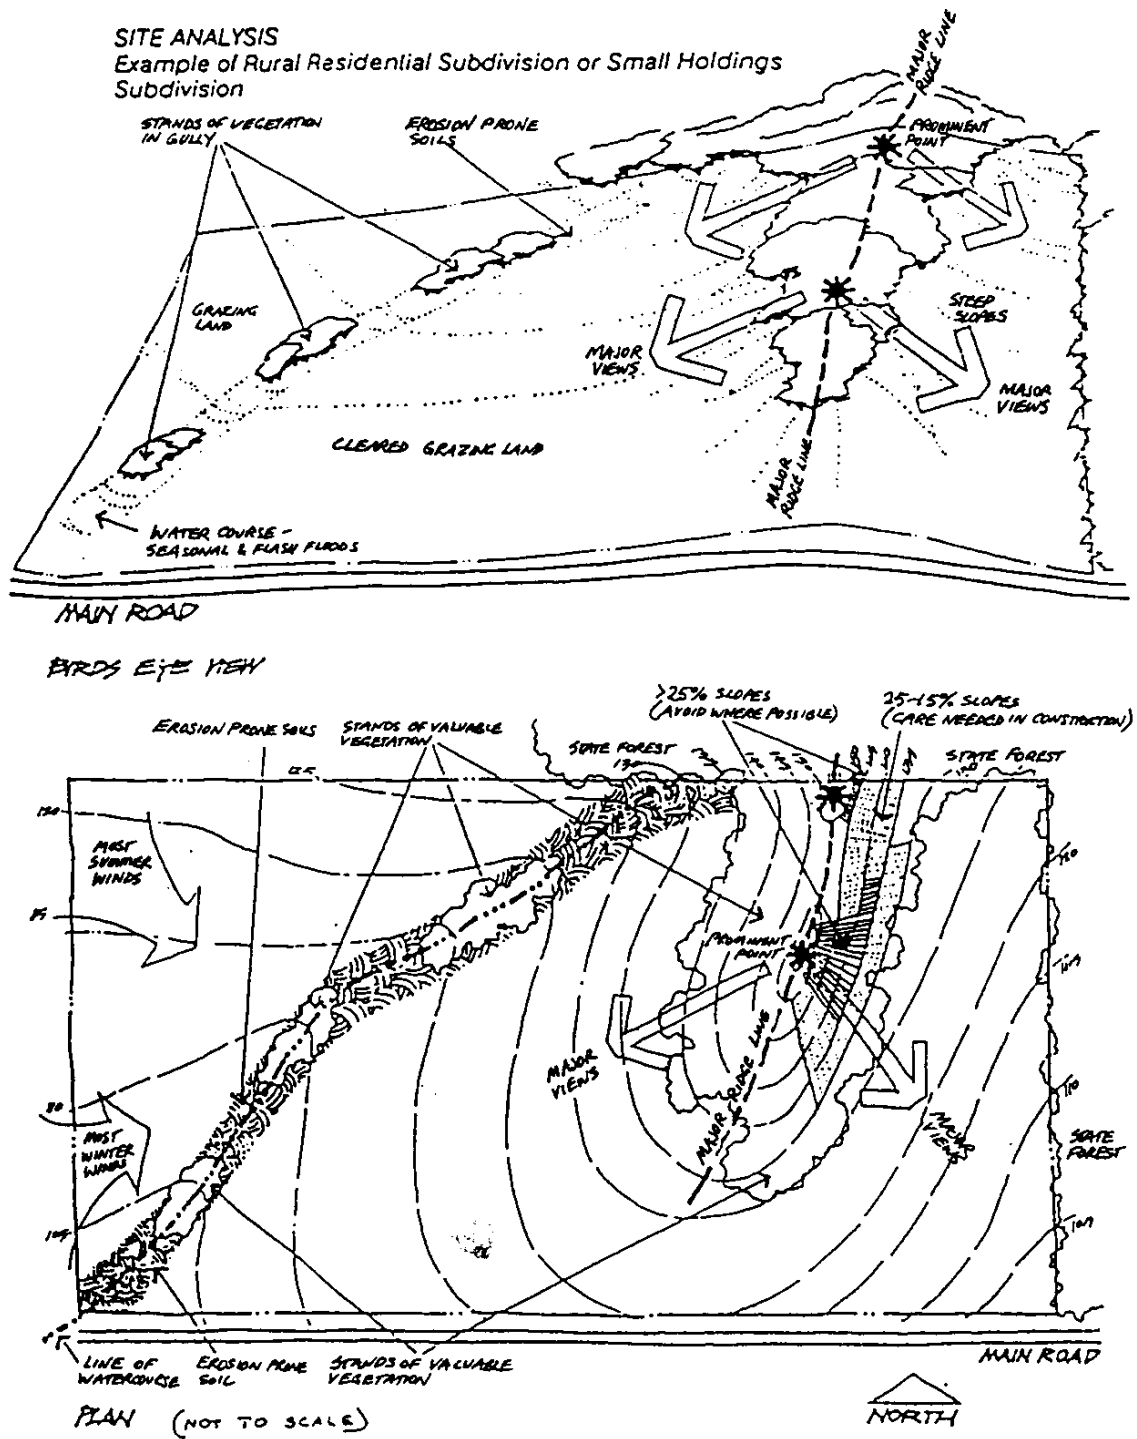 SITE ANALYSIS
Example of Rural Residential Subdivision or Small Holdings
Subdivision
STANDS OF VEGETATION
IN GULLY
EROSION PRONE
SOILS
MAJOR
RIDGE LINE
PROMINENT
POINT
GRAZING
LAND
STEEP
SLOPES
MAJOR
VIEWS
MAJOR
VIEWS
CLEARED GRAZING LAND
MAJOR
RIDGE LINE
WATER COURSE -
SEASONAL & FLASH FLOODS
MAIN ROAD
BIRDS EYE VIEW
>25% SLOPES
(AVOID WHERE POSSIBLE)
25-15% SLOPES
(CARE NEEDED IN CONSTRUCTION)
EROSION PRONE SOILS
STANDS OF VALUABLE
VEGETATION
STATE FOREST
STATE FOREST
130
MOST
SUMMER
WINDS
PROMINENT
POINT
MAJOR
VIEWS
MAJOR RIDGE LINE
MAJOR
VIEWS
80
MOST
WINTER
WINDS
STATE
FOREST
LINE OF
WATERCOURSE
EROSION PRONE
SOIL
STANDS OF VALUABLE
VEGETATION
MAIN ROAD
PLAN (NOT TO SCALE)
NORTH